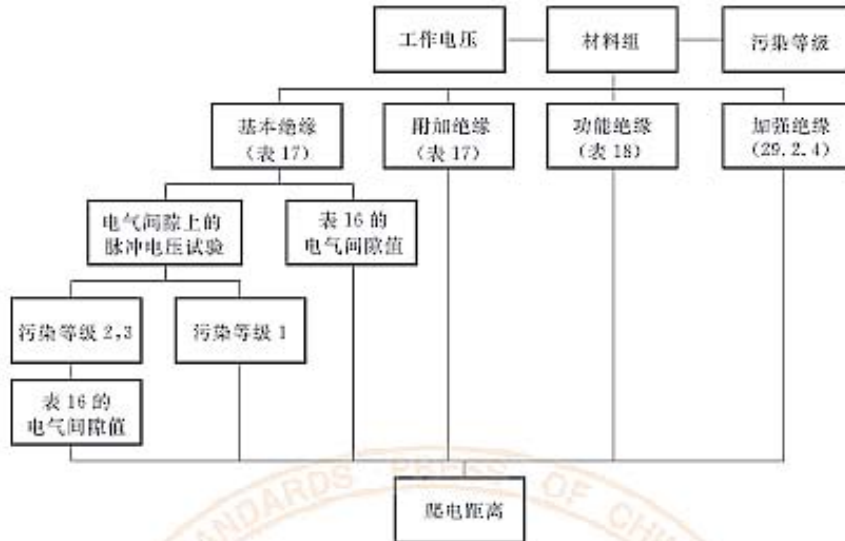 工作电压
材料组
污染等级
基本绝缘
（表 17）
附加绝缘
（表 17）
功能绝缘
（表 18）
加强绝缘
(29.2.4)
电气间隙上的
脉冲电压试验
表 16 的
电气间隙值
污染等级 2,3
污染等级 1
表 16 的
电气间隙值
爬电距离
STANDARDS PRESS OF CHI